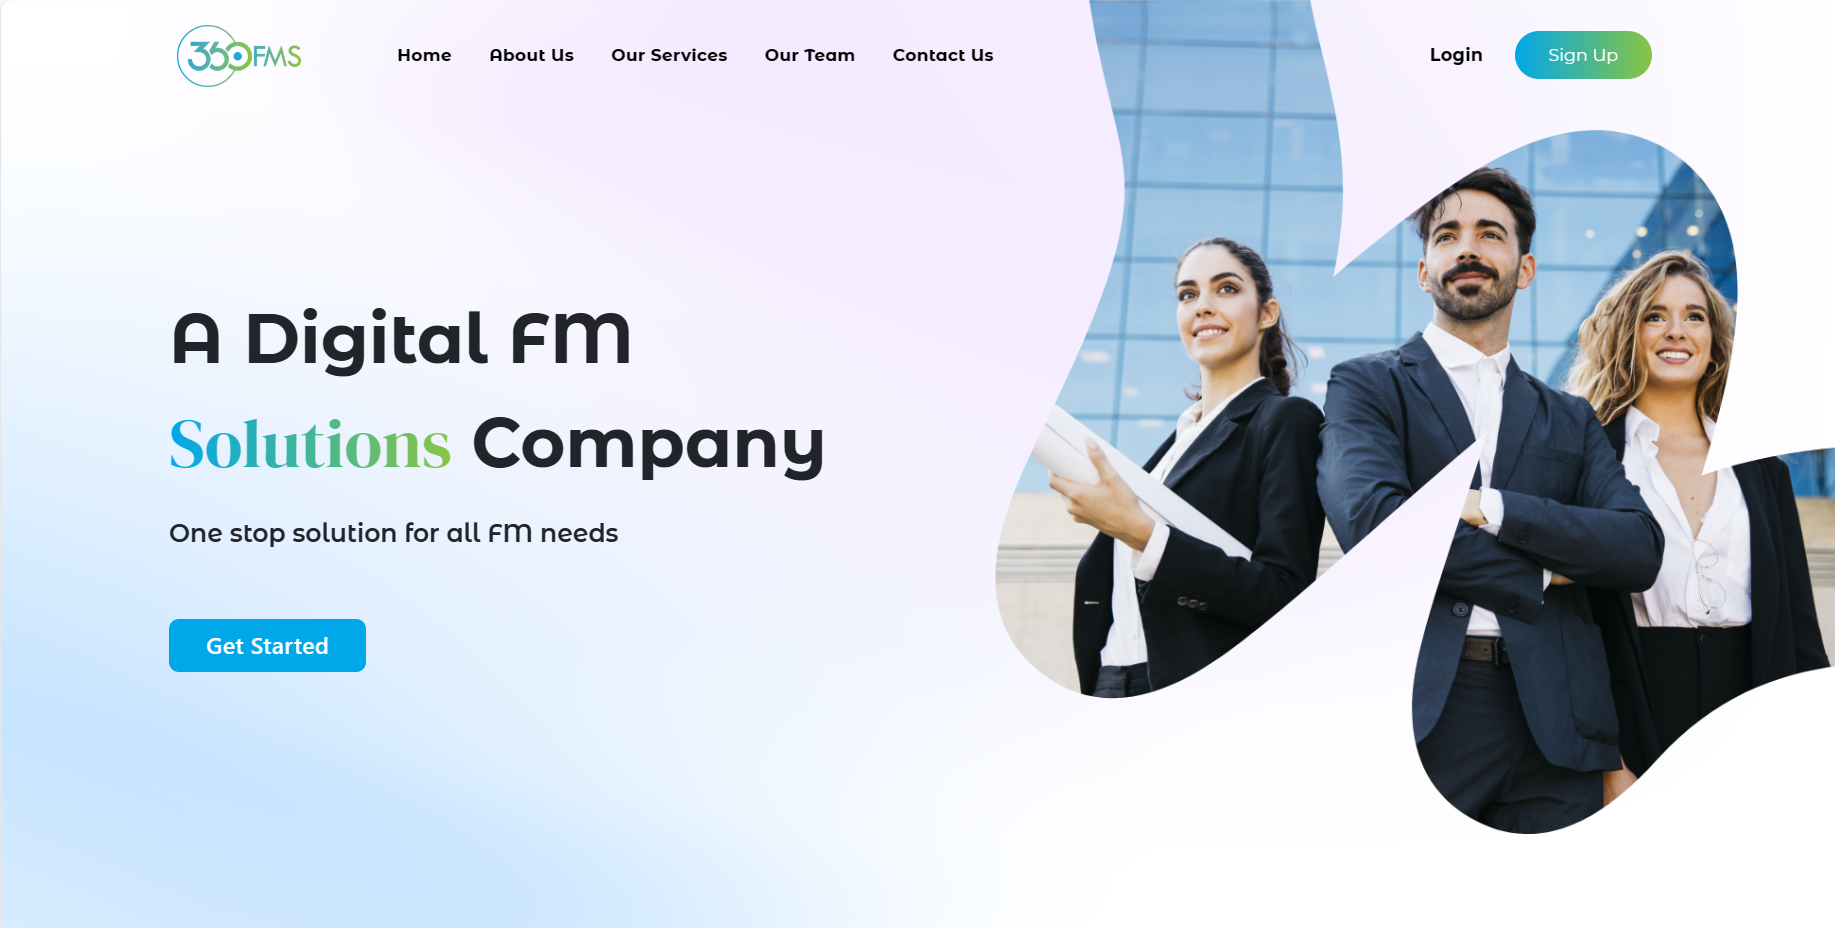 360FMS
Home About Us Our Services Our Team Contact Us Login Sign Up
A Digital FM
Solutions Company
One stop solution for all FM needs
Get Started